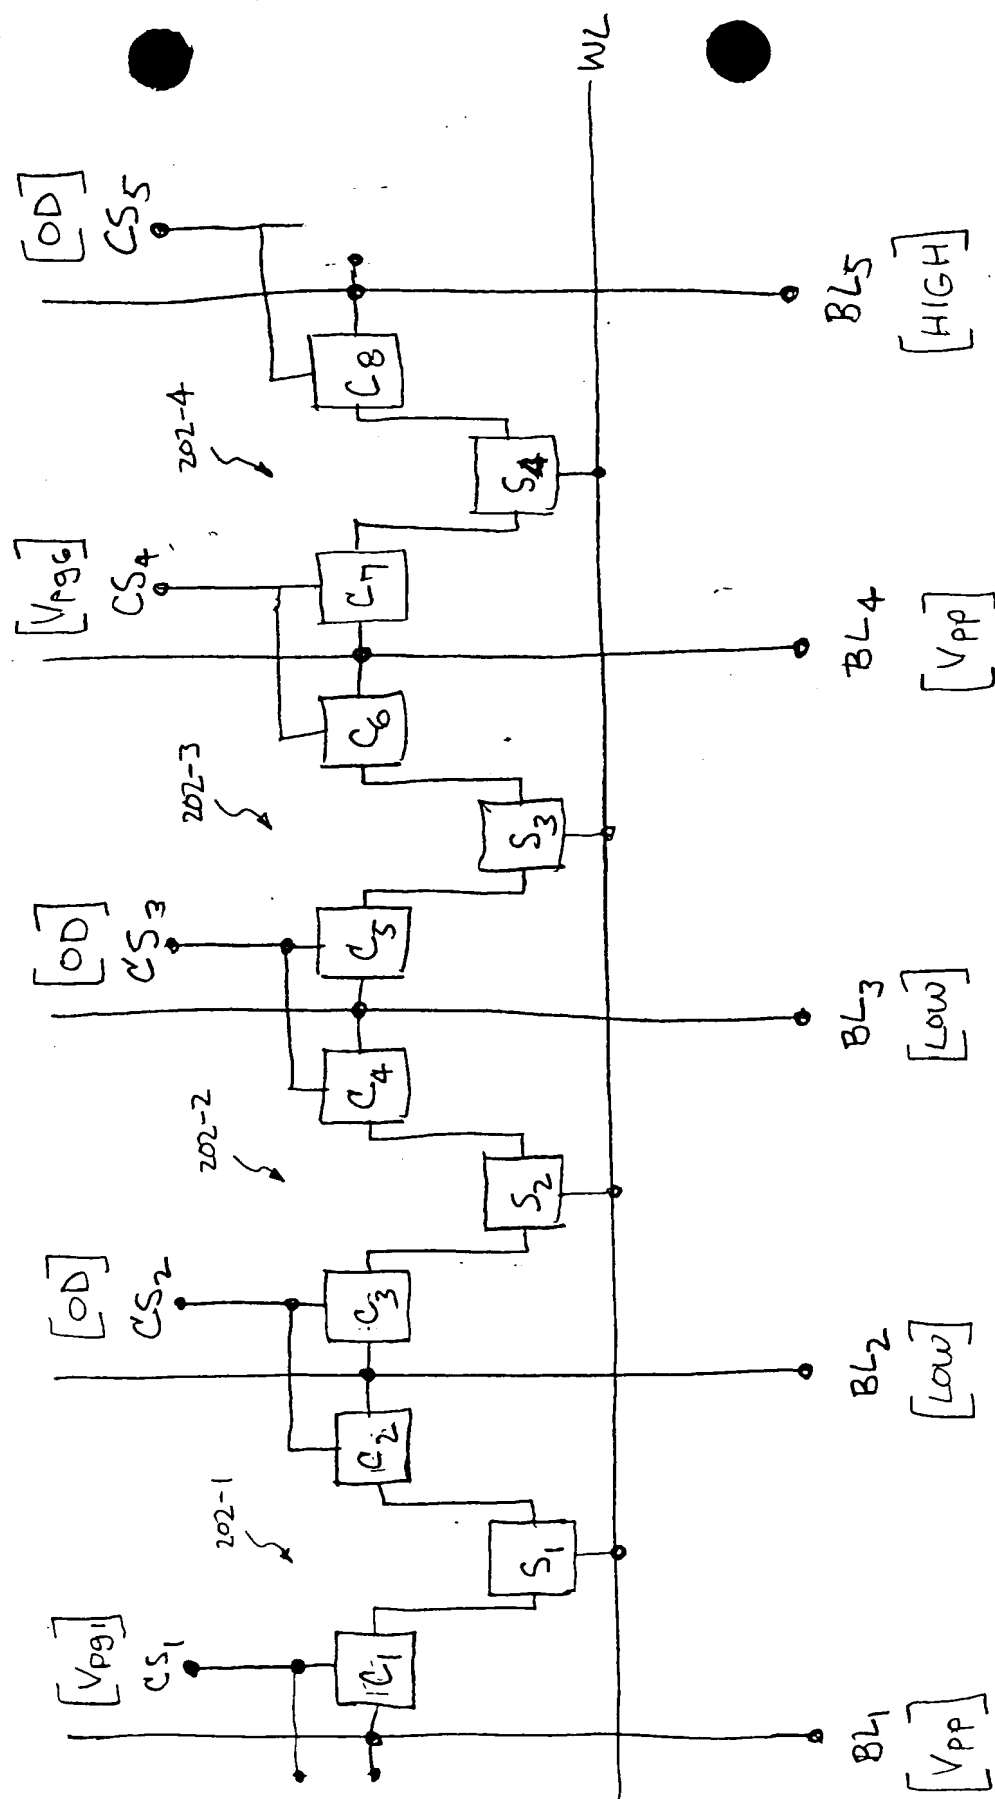 [Vpg1] [OD] [OD] [Vpg6] [OD]
CS1 CS2 CS3 CS4 CS5
202-1 202-2 202-3 202-4
C1 C2 C3 C4 C5 C6 C7 C8
S1 S2 S3 S4
WL
BL1 BL2 BL3 BL4 BL5
[VPP] [LOW] [LOW] [VPP] [HIGH]